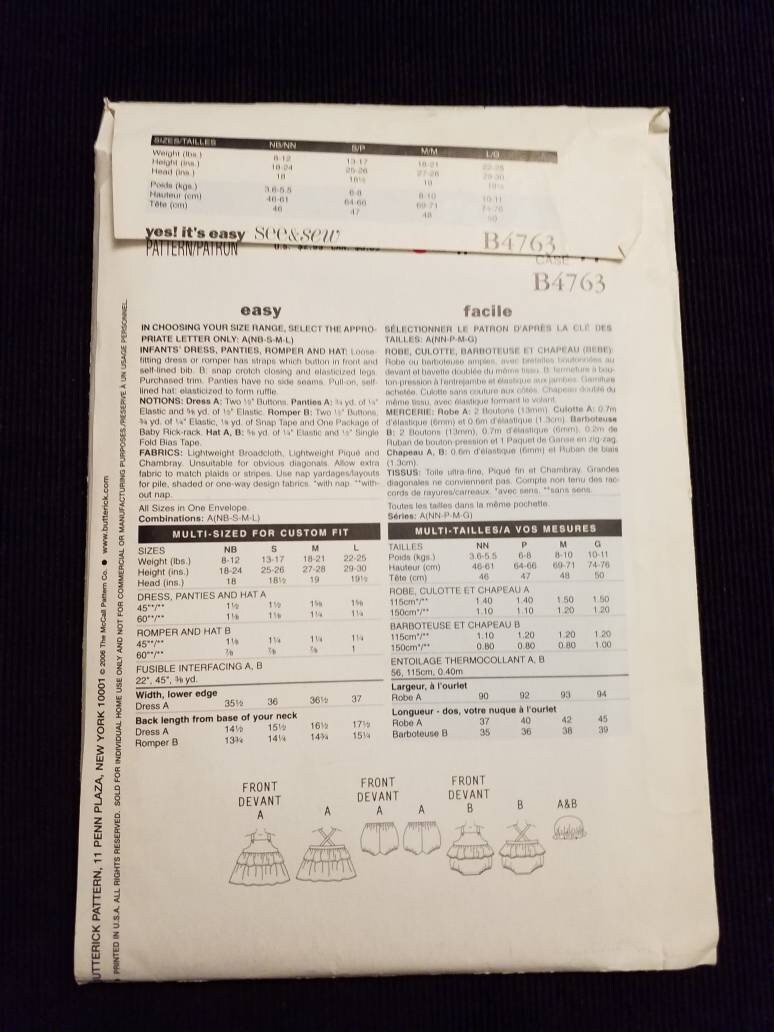 SIZES/TAILLES NB/NN S/P M/M L/G
Weight (lbs.) 8-12 13-17 18-21 22-25
Height (ins.) 18-24 25-26 27-28 29-30
Head (ins.) 18 18½ 19 19½
Poids (kgs.) 3.6-5.5 6-8 8-10 10-11
Hauteur (cm) 46-61 64-66 69-71 74-76
Tête (cm) 46 47 48 50
yes! it's easy see&sew B4763
PATTERN/PATRON
B4763
easy
IN CHOOSING YOUR SIZE RANGE, SELECT THE APPRO-
PRIATE LETTER ONLY: A(NB-S-M-L)
INFANTS' DRESS, PANTIES, ROMPER AND HAT: Loose-
fitting dress or romper has straps which button in front and
self-lined bib. B: snap crotch closing and elasticized legs.
Purchased trim. Panties have no side seams. Pull-on, self-
lined hat: elasticized to form ruffle.
NOTIONS: Dress A: Two ½" Buttons. Panties A: ¾ yd. of ¼"
Elastic and ⅝ yd. of ½" Elastic. Romper B: Two ½" Buttons,
¾ yd. of ¼" Elastic, ¼ yd. of Snap Tape and One Package of
Baby Rick-rack. Hat A, B: ⅝ yd. of ¼" Elastic and ½" Single
Fold Bias Tape.
FABRICS: Lightweight Broadcloth, Lightweight Piqué and
Chambray. Unsuitable for obvious diagonals. Allow extra
fabric to match plaids or stripes. Use nap yardages/layouts
for pile, shaded or one-way design fabrics. *with nap. **with-
out nap.
All Sizes in One Envelope.
Combinations: A(NB-S-M-L)
MULTI-SIZED FOR CUSTOM FIT
SIZES NB S M L
Weight (lbs.) 8-12 13-17 18-21 22-25
Height (ins.) 18-24 25-26 27-28 29-30
Head (ins.) 18 18½ 19 19½
DRESS, PANTIES AND HAT A
45"*/** 1½ 1½ 1⅝ 1⅝
60"*/** 1⅛ 1⅛ 1¼ 1¼
ROMPER AND HAT B
45"*/** 1⅛ 1¼ 1¼ 1¼
60"*/** ⅞ ⅞ ⅞ 1
FUSIBLE INTERFACING A, B
22", 45", ⅜ yd.
Width, lower edge
Dress A 35½ 36 36½ 37
Back length from base of your neck
Dress A 14½ 15½ 16½ 17½
Romper B 13¾ 14¼ 14¾ 15¼
facile
SÉLECTIONNER LE PATRON D'APRÈS LA CLÉ DES
TAILLES: A(NN-P-M-G)
ROBE, CULOTTE, BARBOTEUSE ET CHAPEAU (BÉBÉ):
Robe ou barboteuse amples, avec bretelles boutonnées au
devant et bavette doublée du même tissu. B: fermeture à bou-
ton-pression à l'entrejambe et élastique aux jambes. Garniture
achetée. Culotte sans couture aux côtés. Chapeau doublé du
même tissu, avec élastique formant le volant.
MERCERIE: Robe A: 2 Boutons (13mm). Culotte A: 0.7m
d'élastique (6mm) et 0.6m d'élastique (1.3cm). Barboteuse
B: 2 Boutons (13mm), 0.7m d'élastique (6mm), 0.2m de
Ruban de bouton-pression et 1 Paquet de Ganse en zig-zag.
Chapeau A, B: 0.6m d'élastique (6mm) et Ruban de biais
(1.3cm).
TISSUS: Toile ultra-fine, Piqué fin et Chambray. Grandes
diagonales ne conviennent pas. Compte non tenu des rac-
cords de rayures/carreaux. *avec sens. **sans sens.
Toutes les tailles dans la même pochette.
Séries: A(NN-P-M-G)
MULTI-TAILLES/A VOS MESURES
TAILLES NN P M G
Poids (kgs.) 3.6-5.5 6-8 8-10 10-11
Hauteur (cm) 46-61 64-66 69-71 74-76
Tête (cm) 46 47 48 50
ROBE, CULOTTE ET CHAPEAU A
115cm*/** 1.40 1.40 1.50 1.50
150cm*/** 1.10 1.10 1.20 1.20
BARBOTEUSE ET CHAPEAU B
115cm*/** 1.10 1.20 1.20 1.20
150cm*/** 0.80 0.80 0.80 1.00
ENTOILAGE THERMOCOLLANT A, B
56, 115cm, 0.40m
Largeur, à l'ourlet
Robe A 90 92 93 94
Longueur - dos, votre nuque à l'ourlet
Robe A 37 40 42 45
Barboteuse B 35 36 38 39
FRONT
DEVANT
A
A
FRONT
DEVANT
A
A
FRONT
DEVANT
B
B
A&B
UTTERICK PATTERN, 11 PENN PLAZA, NEW YORK 10001 © 2006 The McCall Pattern Co. ● www.butterick.com
PRINTED IN U.S.A. ALL RIGHTS RESERVED. SOLD FOR INDIVIDUAL HOME USE ONLY AND NOT FOR COMMERCIAL OR MANUFACTURING PURPOSES./RÉSERVÉ À UN USAGE PERSONNEL.